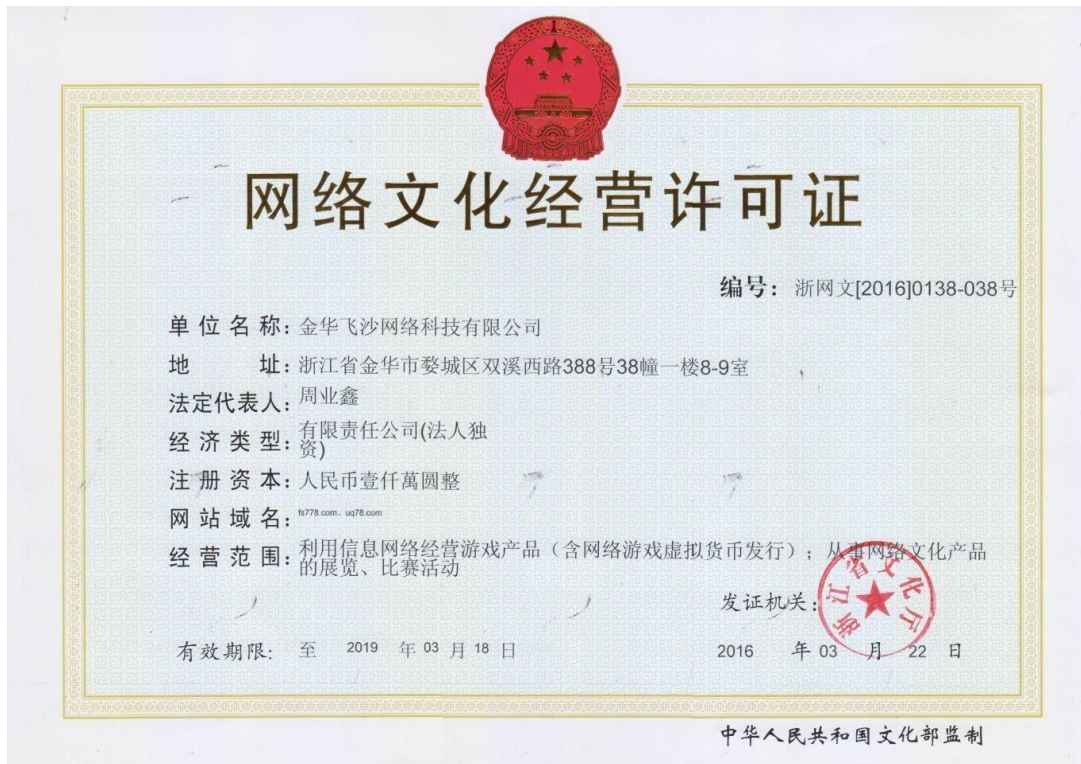 网络文化经营许可证
编号：浙网文[2016]0138-038号
单位名称：金华飞沙网络科技有限公司
地址：浙江省金华市婺城区双溪西路388号38幢一楼8-9室
法定代表人：周业鑫
经济类型：有限责任公司(法人独
资)
注册资本：人民币壹仟萬圆整
网站域名：fs778.com、uq78.com
经营范围：利用信息网络经营游戏产品（含网络游戏虚拟货币发行）；从事网络文化产品
的展览、比赛活动
发证机关：
浙江省文化厅
有效期限：至 2019 年 03 月 18 日
2016 年 03 月 22 日
中华人民共和国文化部监制